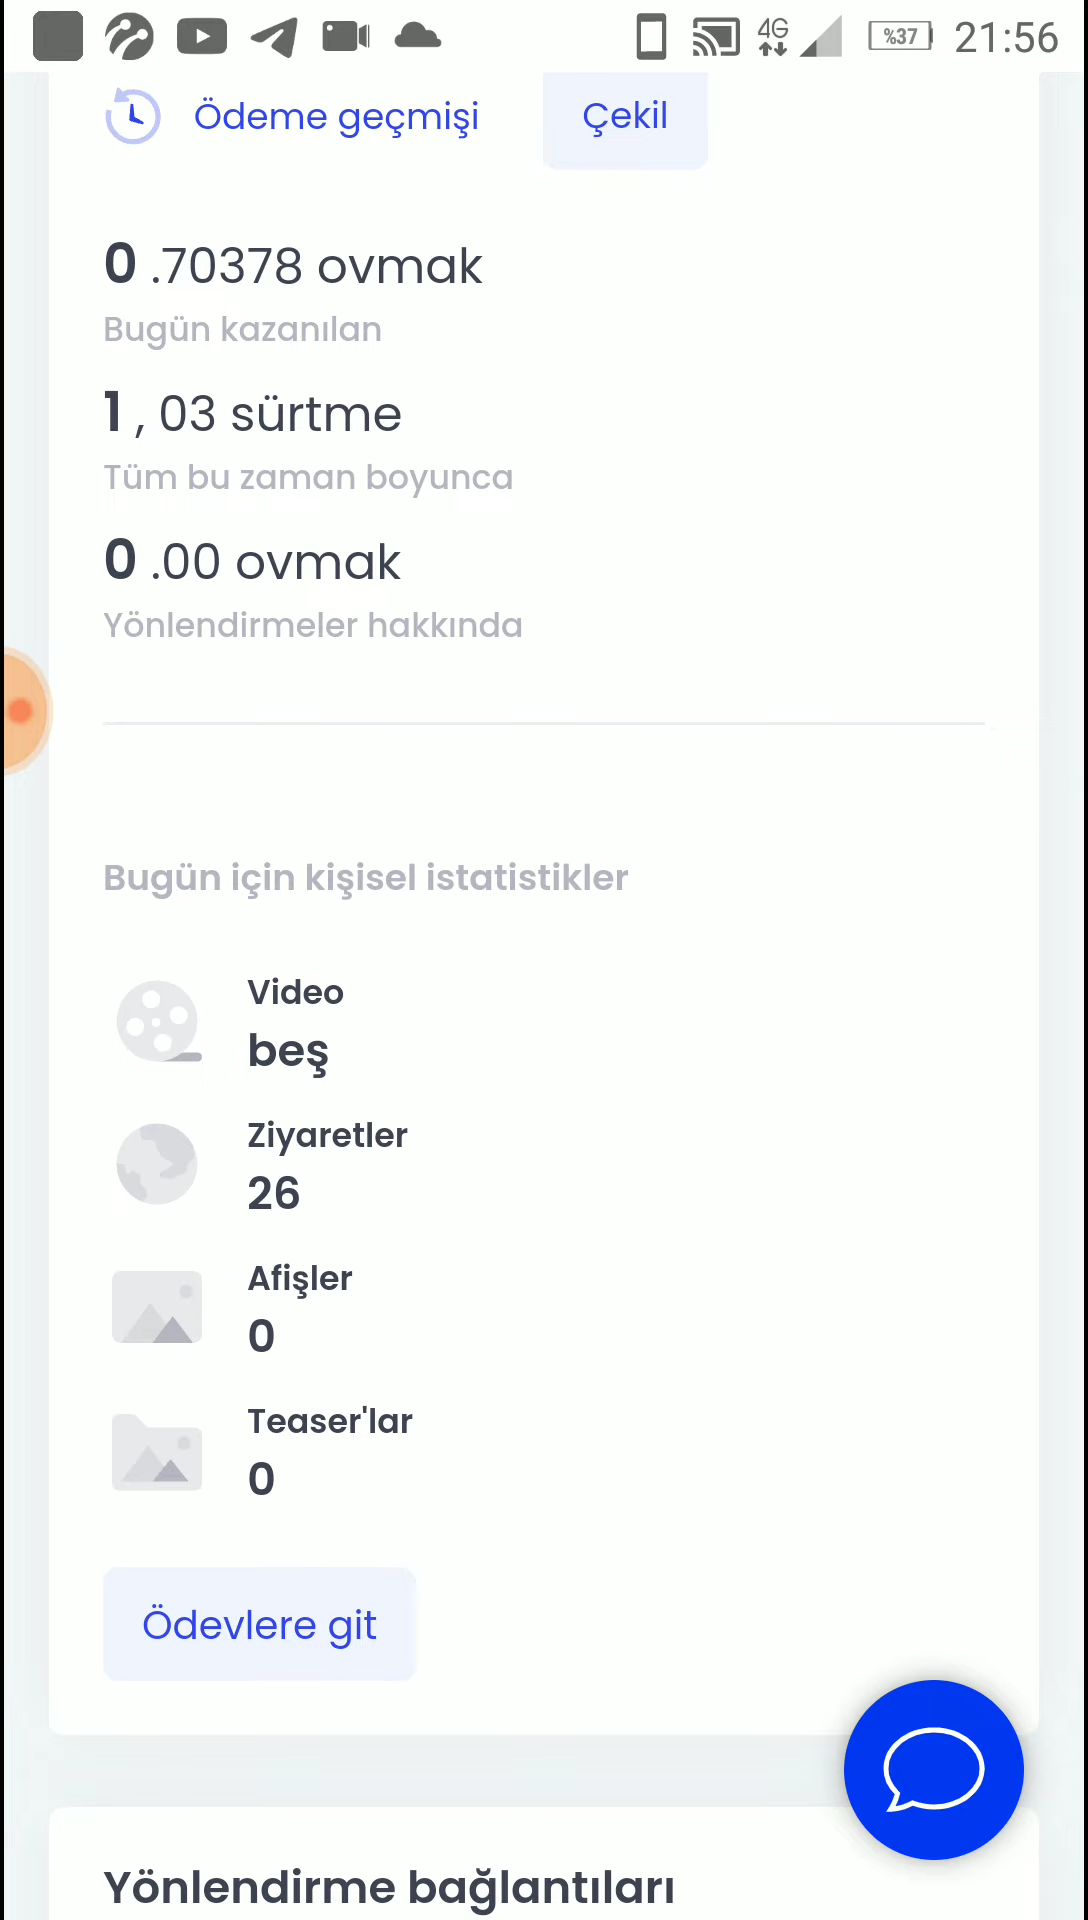 4G %37 21:56
Ödeme geçmişi Çekil
0 .70378 ovmak
Bugün kazanılan
1 , 03 sürtme
Tüm bu zaman boyunca
0 .00 ovmak
Yönlendirmeler hakkında
Bugün için kişisel istatistikler
Video
beş
Ziyaretler
26
Afişler
0
Teaser'lar
0
Ödevlere git
Yönlendirme bağlantıları